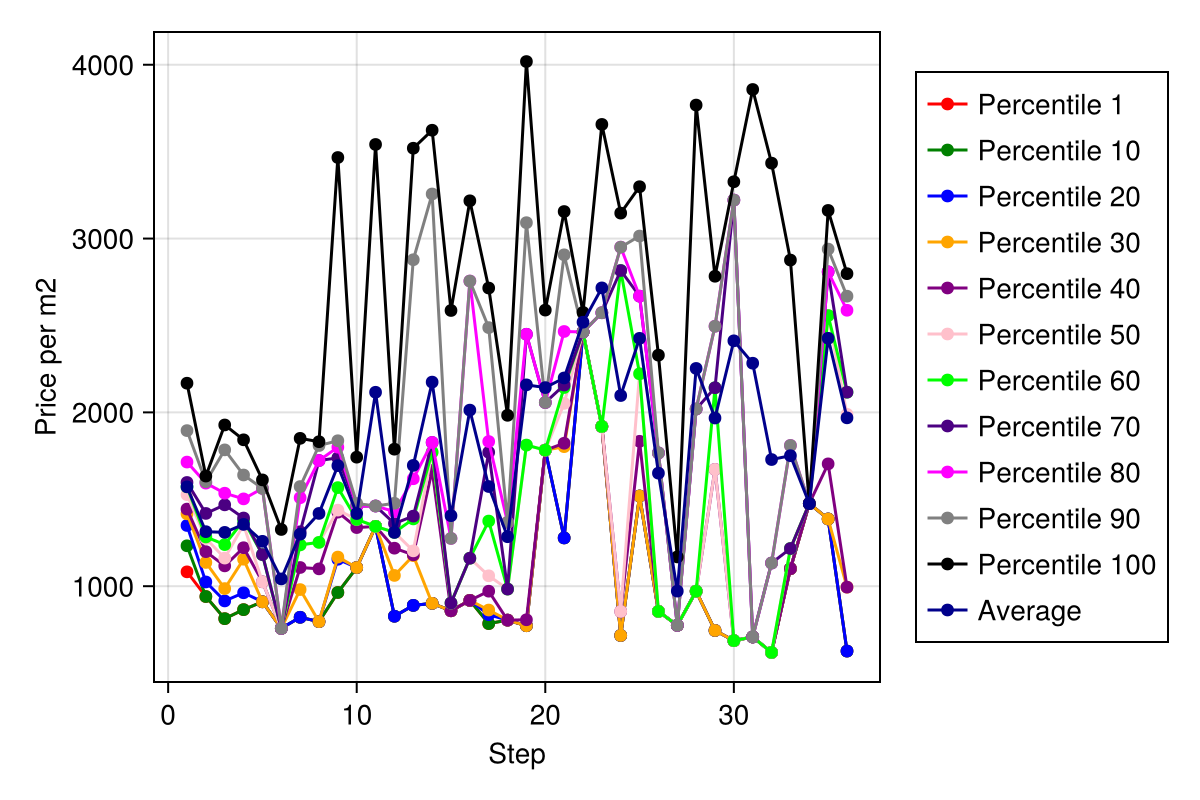 4000
3000
2000
1000
Price per m2
0 10 20 30
Step
Percentile 1
Percentile 10
Percentile 20
Percentile 30
Percentile 40
Percentile 50
Percentile 60
Percentile 70
Percentile 80
Percentile 90
Percentile 100
Average